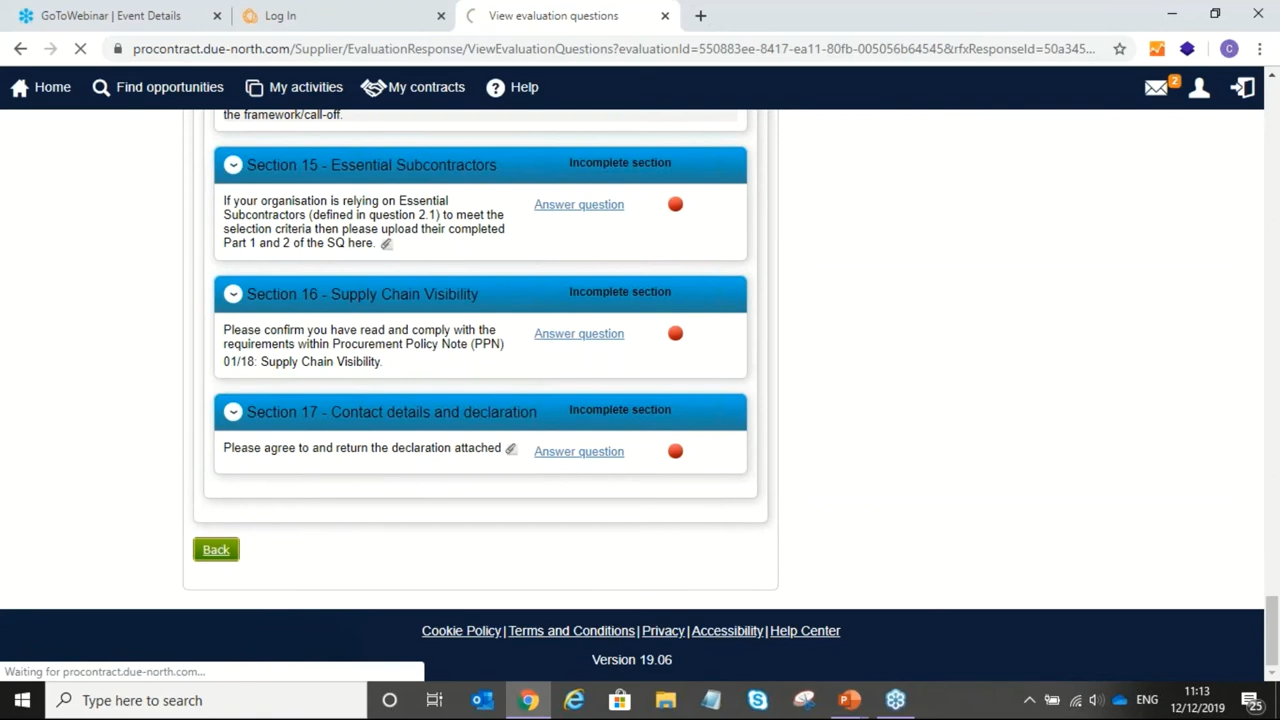 GoToWebinar | Event Details
Log In
View evaluation questions
procontract.due-north.com/Supplier/EvaluationResponse/ViewEvaluationQuestions?evaluationId=550883ee-8417-ea11-80fb-005056b64545&rfxResponseId=50a345...
C
Home
Find opportunities
My activities
My contracts
Help
2
the framework/call-off.
Section 15 - Essential Subcontractors
Incomplete section
If your organisation is relying on Essential
Subcontractors (defined in question 2.1) to meet the
selection criteria then please upload their completed
Part 1 and 2 of the SQ here.
Answer question
Section 16 - Supply Chain Visibility
Incomplete section
Please confirm you have read and comply with the
requirements within Procurement Policy Note (PPN)
01/18: Supply Chain Visibility.
Answer question
Section 17 - Contact details and declaration
Incomplete section
Please agree to and return the declaration attached
Answer question
Back
Cookie Policy | Terms and Conditions | Privacy | Accessibility | Help Center
Version 19.06
Waiting for procontract.due-north.com...
Type here to search
ENG
11:13
12/12/2019
25